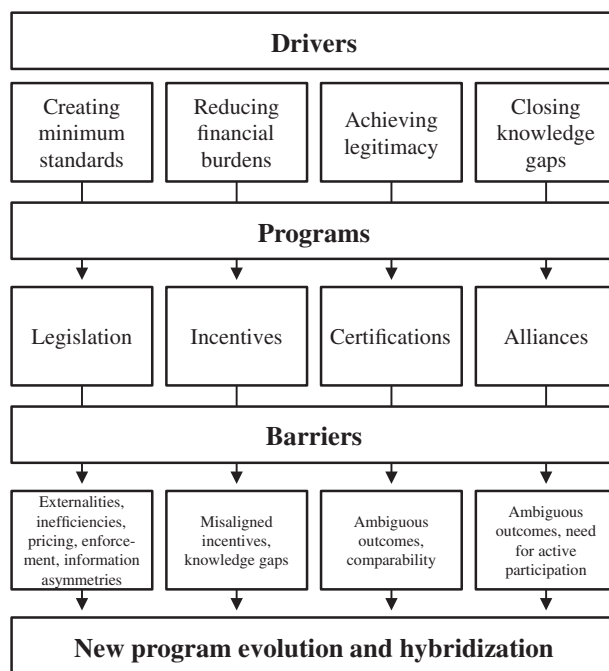 Drivers
Creating
minimum
standards
Reducing
financial
burdens
Achieving
legitimacy
Closing
knowledge
gaps
Programs
Legislation
Incentives
Certifications
Alliances
Barriers
Externalities,
inefficiencies,
pricing, enforce-
ment, information
asymmetries
Misaligned
incentives,
knowledge gaps
Ambiguous
outcomes,
comparability
Ambiguous
outcomes, need
for active
participation
New program evolution and hybridization